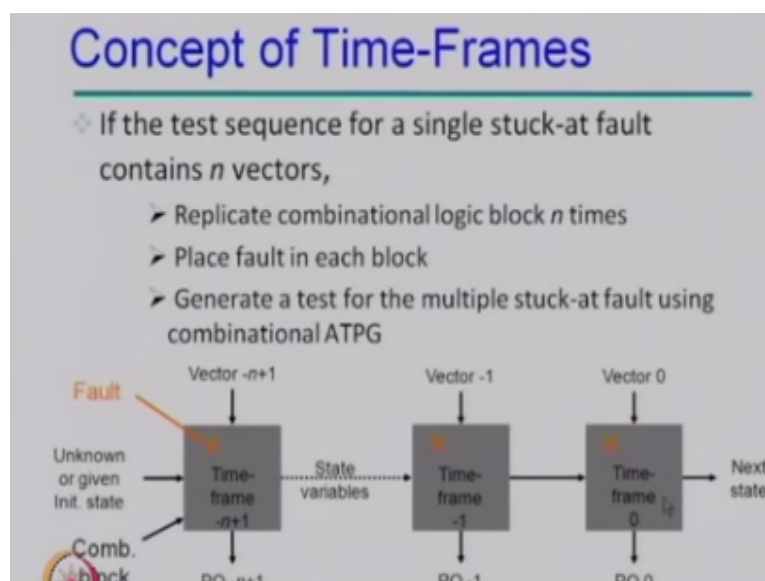 Concept of Time-Frames
If the test sequence for a single stuck-at fault
contains n vectors,
➤ Replicate combinational logic block n times
➤ Place fault in each block
➤ Generate a test for the multiple stuck-at fault using
combinational ATPG
Fault
Vector -n+1
Vector -1
Vector 0
Unknown
or given
Init. state
Time-
frame
-n+1
State
variables
Time-
frame
-1
Time-
frame
0
Next
state
Comb.
block
PO -n+1
PO -1
PO 0